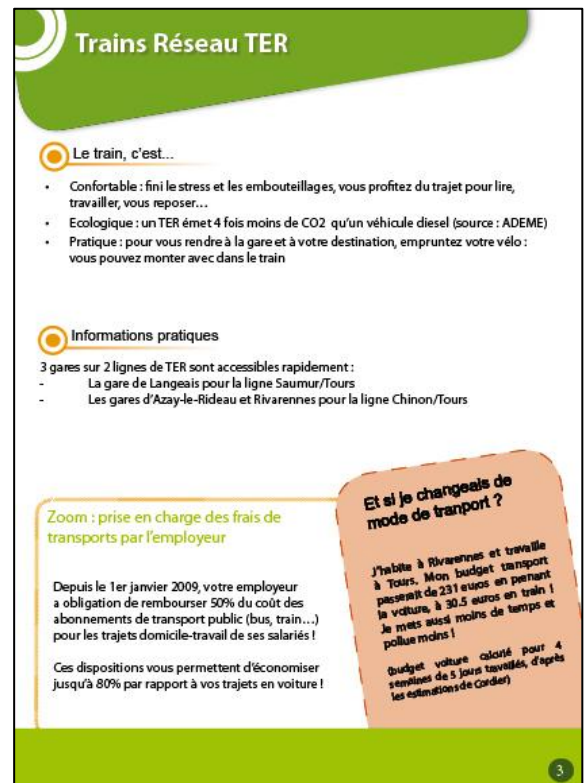 Trains Réseau TER
Le train, c'est...
• Confortable : fini le stress et les embouteillages, vous profitez du trajet pour lire,
travailler, vous reposer…
• Ecologique : un TER émet 4 fois moins de CO2 qu'un véhicule diesel (source : ADEME)
• Pratique : pour vous rendre à la gare et à votre destination, empruntez votre vélo :
vous pouvez monter avec dans le train
Informations pratiques
3 gares sur 2 lignes de TER sont accessibles rapidement :
- La gare de Langeais pour la ligne Saumur/Tours
- Les gares d'Azay-le-Rideau et Rivarennes pour la ligne Chinon/Tours
Zoom : prise en charge des frais de
transports par l'employeur
Depuis le 1er janvier 2009, votre employeur
a obligation de rembourser 50% du coût des
abonnements de transport public (bus, train…)
pour les trajets domicile-travail de ses salariés !
Ces dispositions vous permettent d'économiser
jusqu'à 80% par rapport à vos trajets en voiture !
Et si je changeais de
mode de tranport ?
J'habite à Rivarennes et travaille
à Tours. Mon budget transport
passerait de 231 euros en prenant
la voiture, à 30.5 euros en train !
Je mets aussi moins de temps et
pollue moins !
(budget voiture calculé pour 4
semaines de 5 jours travaillés, d'après
les estimations de Cordier)
3